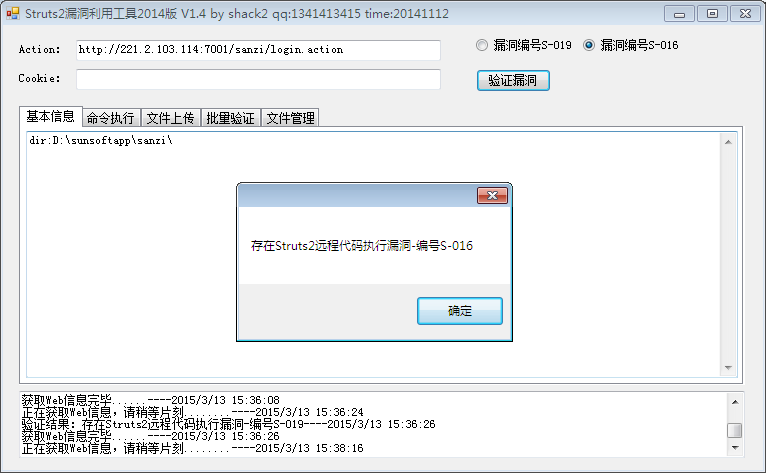 Struts2漏洞利用工具2014版 V1.4 by shack2 qq:1341413415 time:20141112
Action: http://221.2.103.114:7001/sanzi/login.action 漏洞编号S-019 漏洞编号S-016
Cookie: 验证漏洞
基本信息 命令执行 文件上传 批量验证 文件管理
dir:D:\sunsoftapp\sanzi\
存在Struts2远程代码执行漏洞-编号S-016
确定
获取Web信息完毕......----2015/3/13 15:36:08
正在获取Web信息，请稍等片刻........----2015/3/13 15:36:24
验证结果：存在Struts2远程代码执行漏洞-编号S-019----2015/3/13 15:36:26
获取Web信息完毕......----2015/3/13 15:36:26
正在获取Web信息，请稍等片刻........----2015/3/13 15:38:16